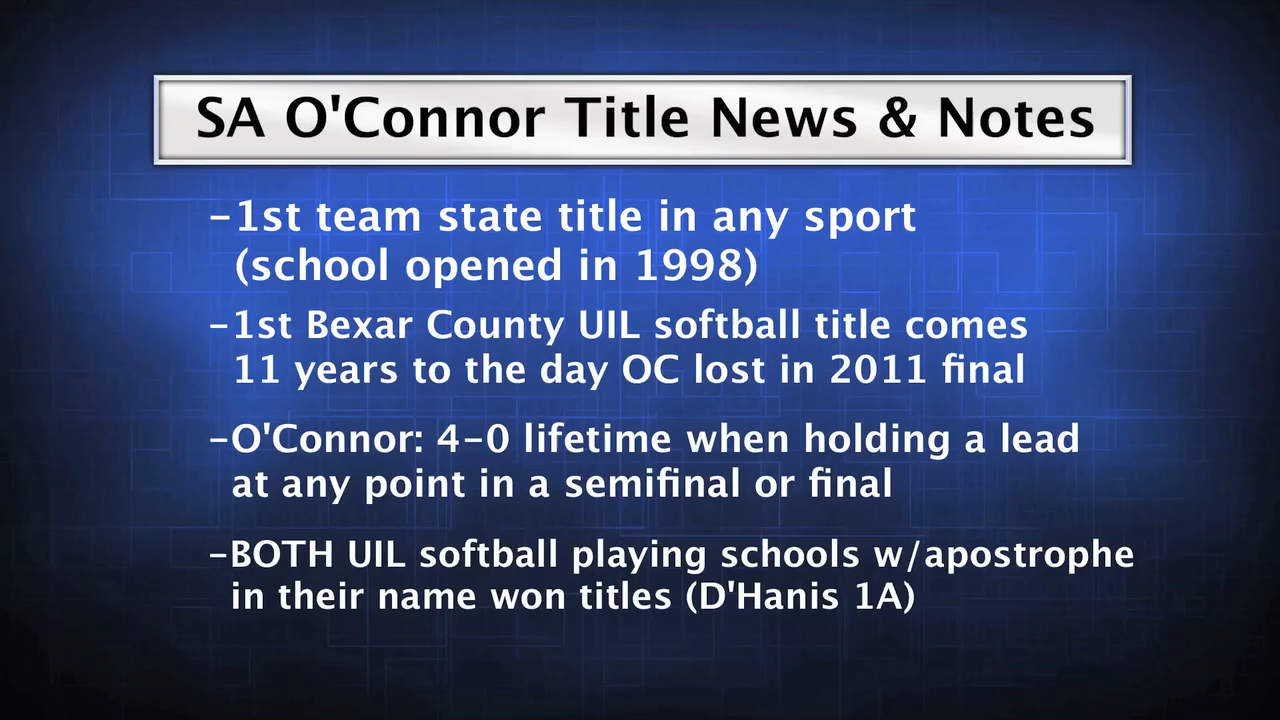 SA O'Connor Title News & Notes
-1st team state title in any sport
(school opened in 1998)
-1st Bexar County UIL softball title comes
11 years to the day OC lost in 2011 final
-O'Connor: 4-0 lifetime when holding a lead
at any point in a semifinal or final
-BOTH UIL softball playing schools w/apostrophe
in their name won titles (D'Hanis 1A)